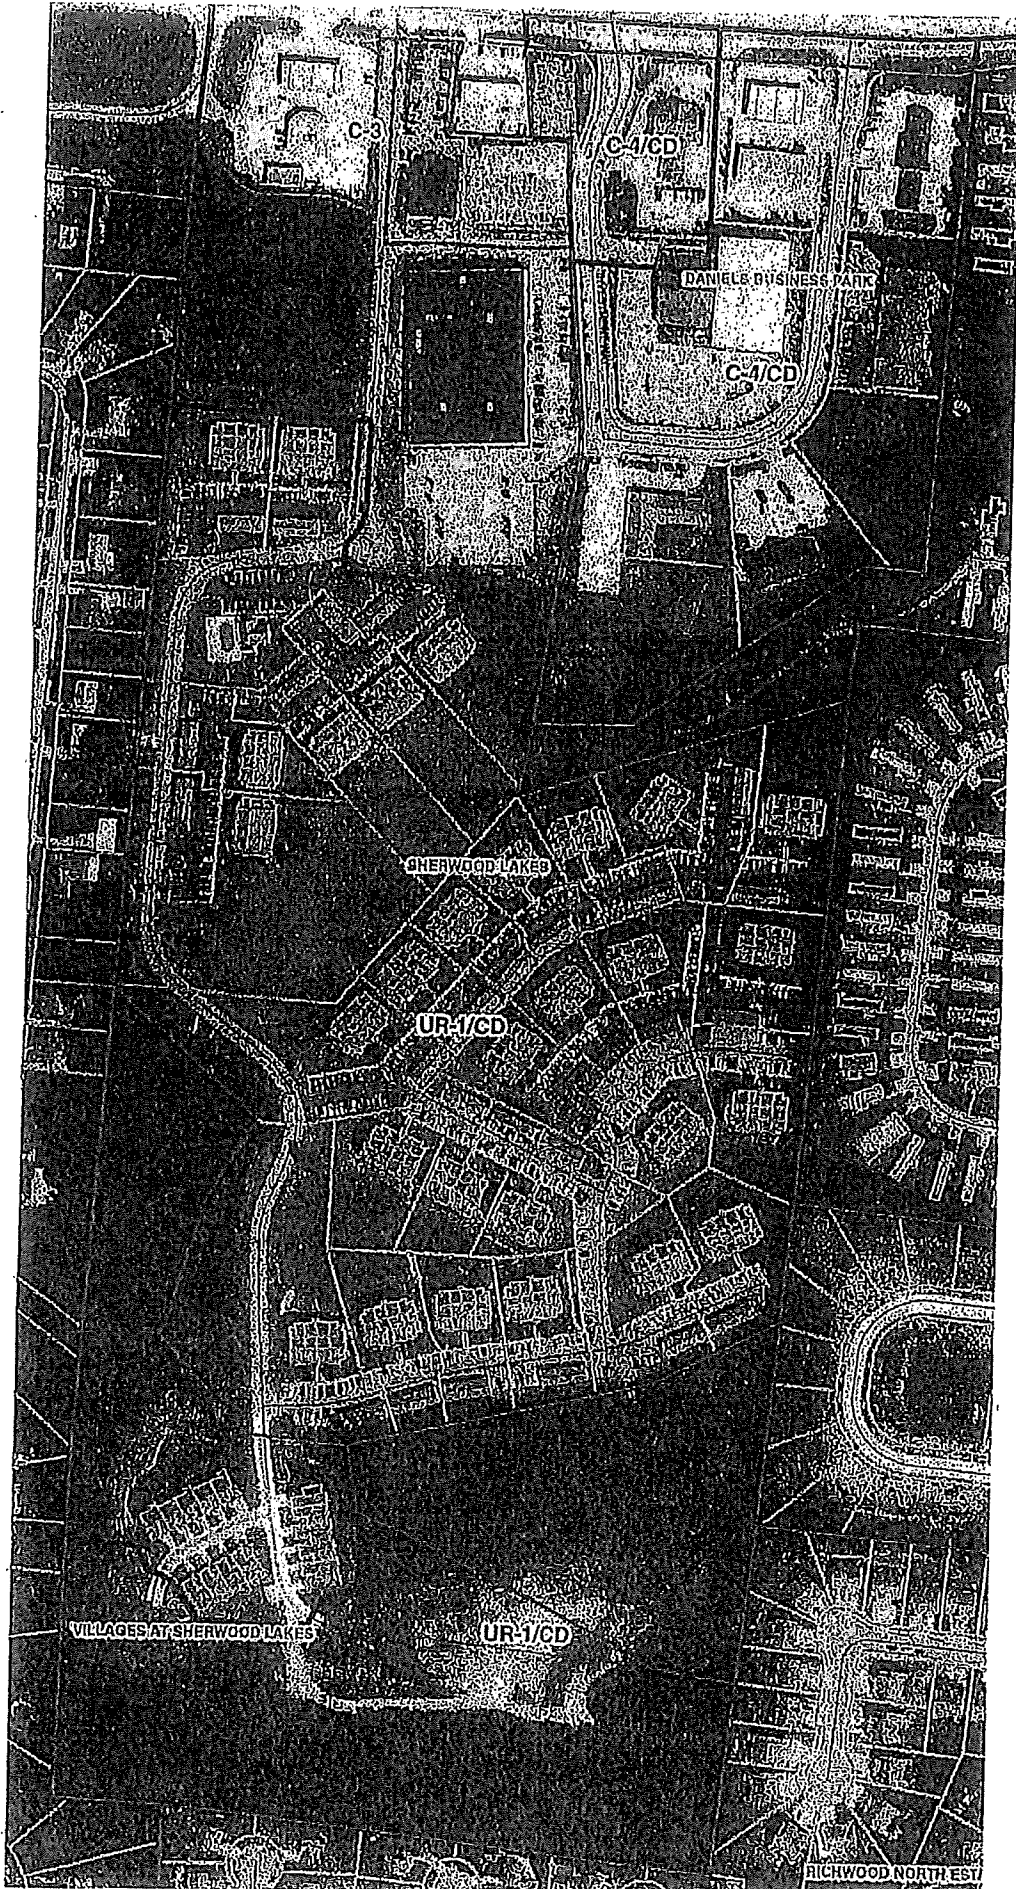 C-3
C-4/CD
DANIELE BUSINESS PARK
C-4/CD
SHERWOOD LAKES
UR-1/CD
VILLAGES AT SHERWOOD LAKES
UR-1/CD
RICHWOOD NORTH EST